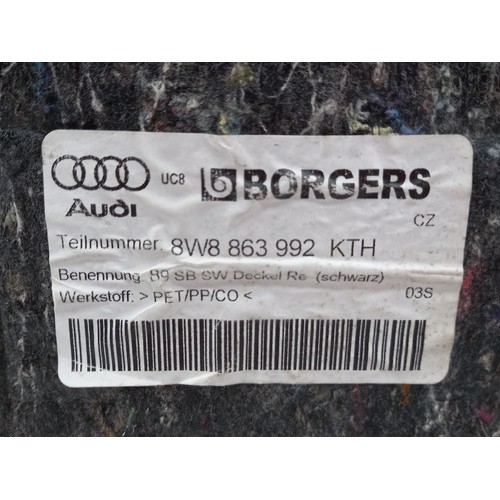 UC8 BORGERS
Audi
CZ
Teilnummer: 8W8 863 992 KTH
Benennung: B9 SB SW Deckel Re (schwarz)
Werkstoff: > PET/PP/CO < 03S